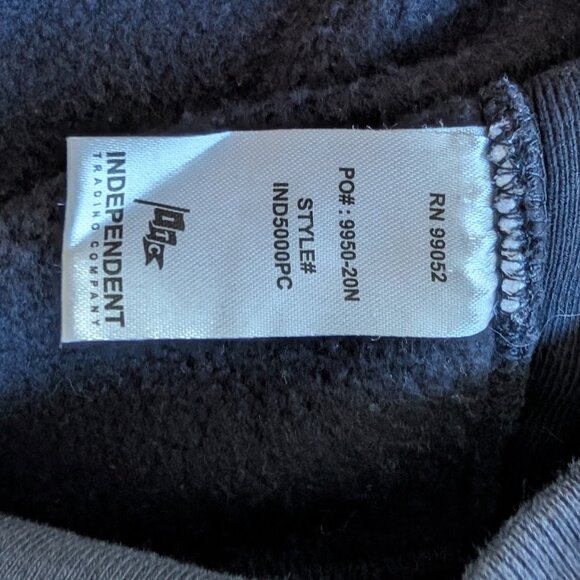 RN 99052
PO#: 9950-20N
STYLE#
IND5000PC
INDEPENDENT
TRADING COMPANY